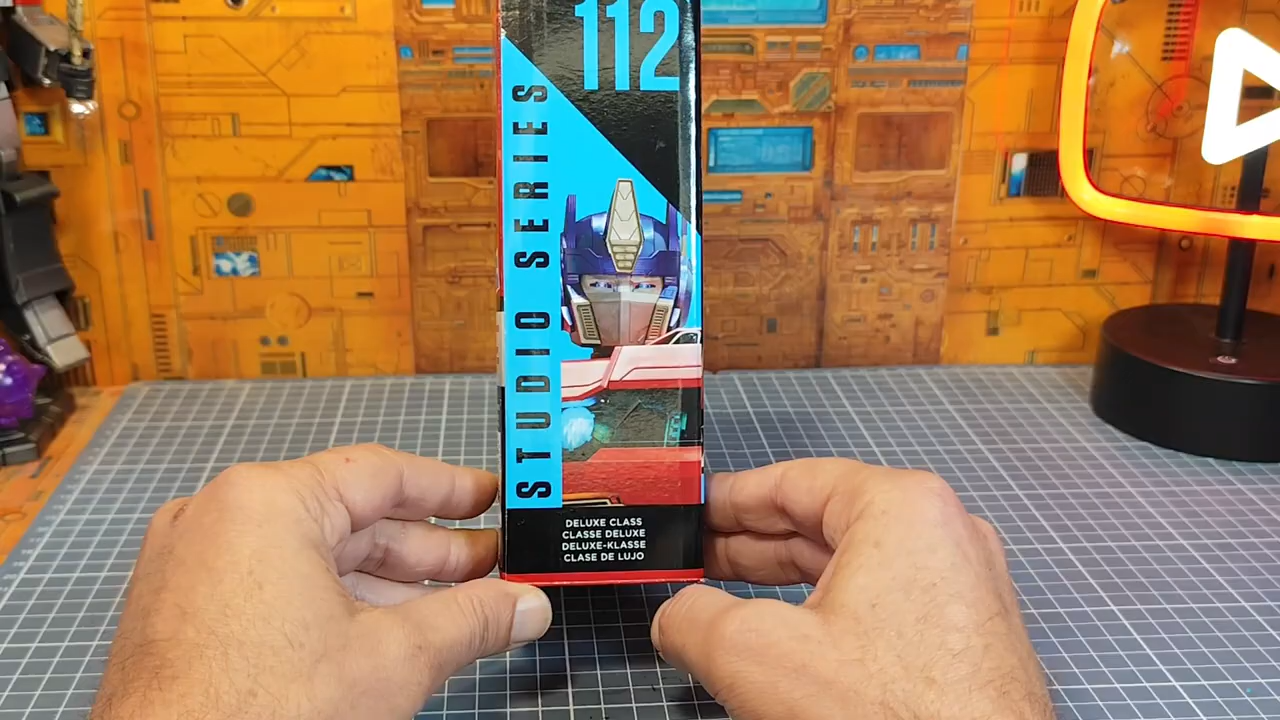 112
STUDIO SERIES
DELUXE CLASS
CLASSE DELUXE
DELUXE-KLASSE
CLASE DE LUJO